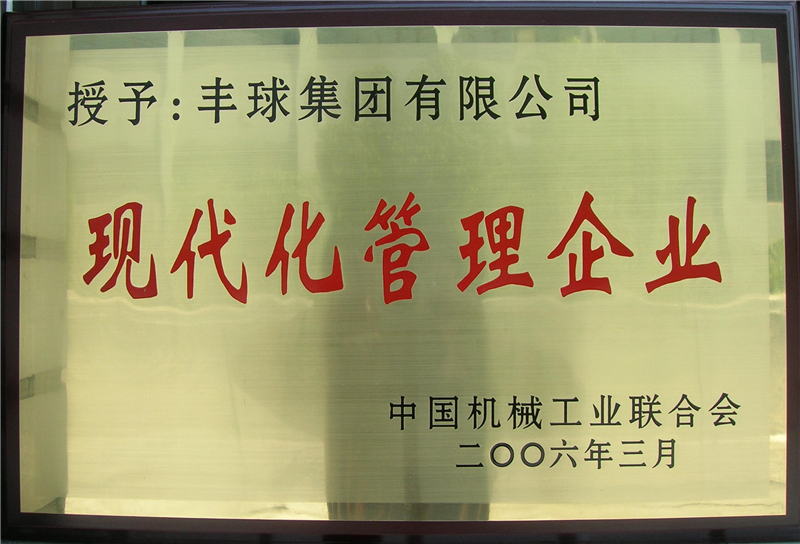 授予:丰球集团有限公司
现代化管理企业
中国机械工业联合会
二〇〇六年三月